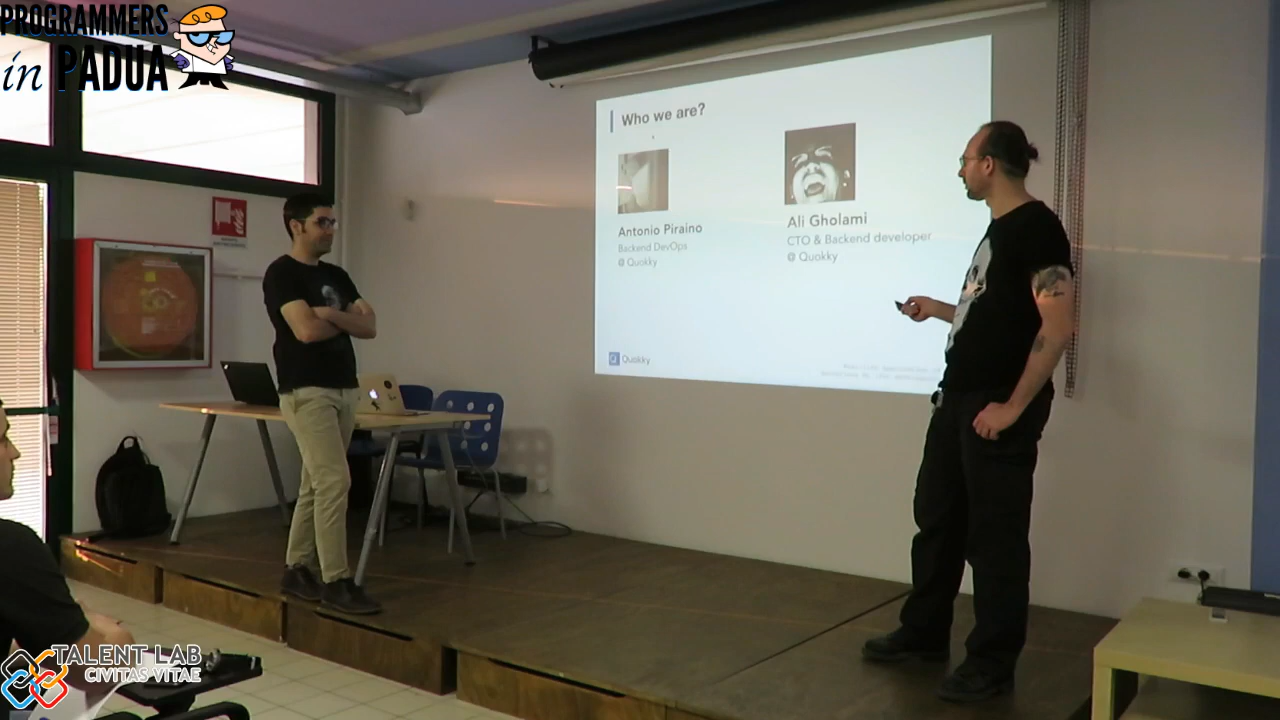 PROGRAMMERS
in PADUA
Who we are?
Antonio Piraino
Backend DevOps
@ Quokky
Ali Gholami
CTO & Backend developer
@ Quokky
Quokky
TALENT LAB
CIVITAS VITAE